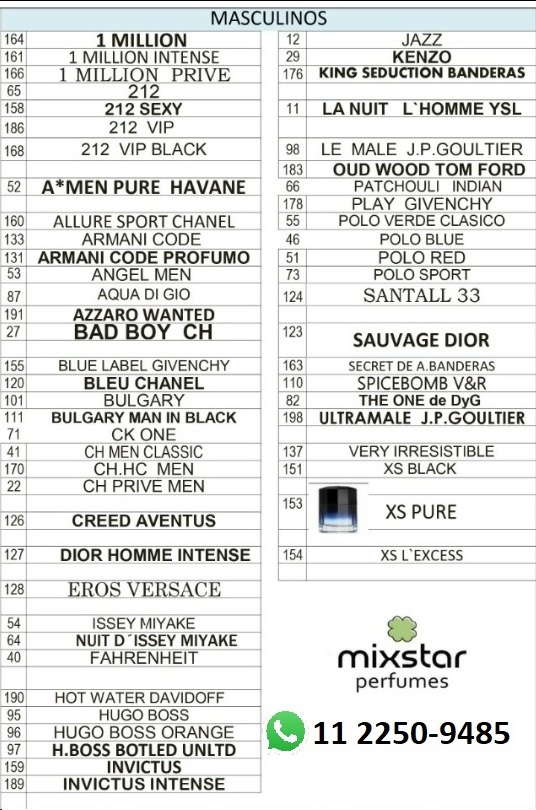 MASCULINOS
164 1 MILLION
161 1 MILLION INTENSE
166 1 MILLION PRIVE
65 212
158 212 SEXY
186 212 VIP
168 212 VIP BLACK
52 A*MEN PURE HAVANE
160 ALLURE SPORT CHANEL
133 ARMANI CODE
131 ARMANI CODE PROFUMO
53 ANGEL MEN
87 AQUA DI GIO
191 AZZARO WANTED
27 BAD BOY CH
155 BLUE LABEL GIVENCHY
120 BLEU CHANEL
101 BULGARY
111 BULGARY MAN IN BLACK
71 CK ONE
41 CH MEN CLASSIC
170 CH.HC MEN
22 CH PRIVE MEN
126 CREED AVENTUS
127 DIOR HOMME INTENSE
128 EROS VERSACE
54 ISSEY MIYAKE
64 NUIT D´ISSEY MIYAKE
40 FAHRENHEIT
190 HOT WATER DAVIDOFF
95 HUGO BOSS
96 HUGO BOSS ORANGE
97 H.BOSS BOTLED UNLTD
159 INVICTUS
189 INVICTUS INTENSE
12 JAZZ
29 KENZO
176 KING SEDUCTION BANDERAS
11 LA NUIT L`HOMME YSL
98 LE MALE J.P.GOULTIER
183 OUD WOOD TOM FORD
66 PATCHOULI INDIAN
178 PLAY GIVENCHY
55 POLO VERDE CLASICO
46 POLO BLUE
51 POLO RED
73 POLO SPORT
124 SANTALL 33
123 SAUVAGE DIOR
163 SECRET DE A.BANDERAS
110 SPICEBOMB V&R
82 THE ONE de DyG
198 ULTRAMALE J.P.GOULTIER
137 VERY IRRESISTIBLE
151 XS BLACK
153 XS PURE
154 XS L`EXCESS
mixstar
perfumes
11 2250-9485